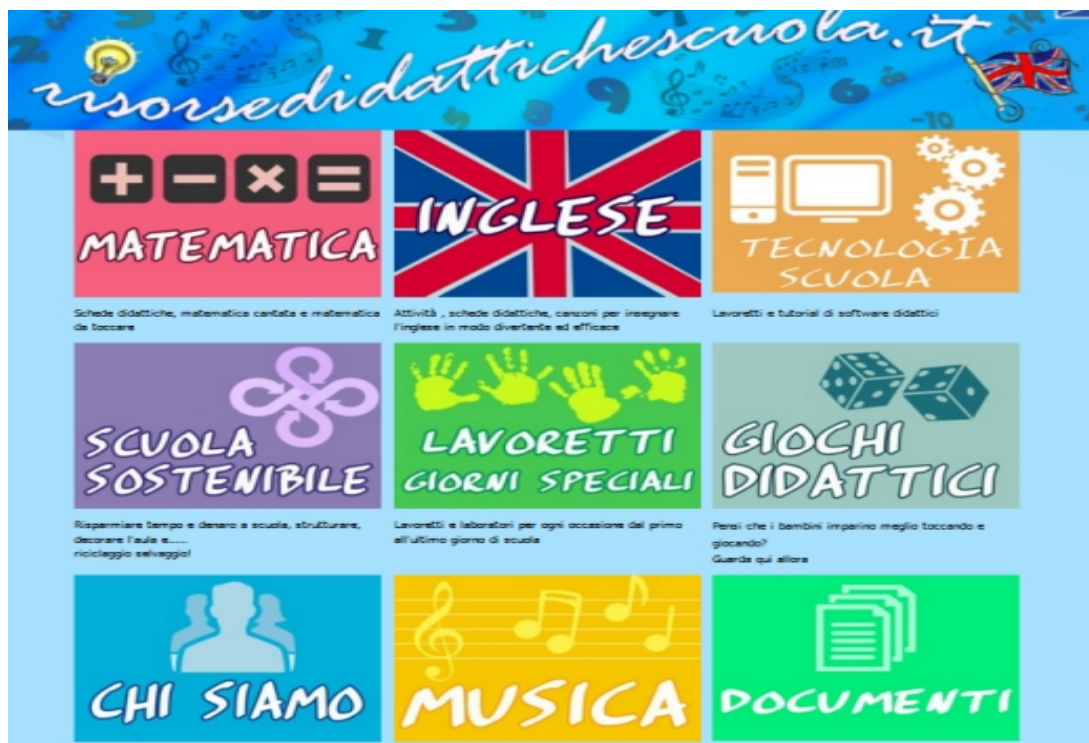 risorsedidattichescuola.it
MATEMATICA
INGLESE
TECNOLOGIA
SCUOLA
Schede didattiche, matematica cantata e matematica
da toccare
Attività , schede didattiche, canzoni per insegnare
l'inglese in modo divertente ed efficace
Lavoretti e tutorial di software didattici
SCUOLA
SOSTENIBILE
LAVORETTI
GIORNI SPECIALI
GIOCHI
DIDATTICI
Risparmiare tempo e denaro a scuola, strutturare,
decorare l'aula e......
riciclaggio selvaggio!
Lavoretti e laboratori per ogni occasione dal primo
all'ultimo giorno di scuola
Pensi che i bambini imparino meglio toccando e
giocando?
Guarda qui allora
CHI SIAMO
MUSICA
DOCUMENTI